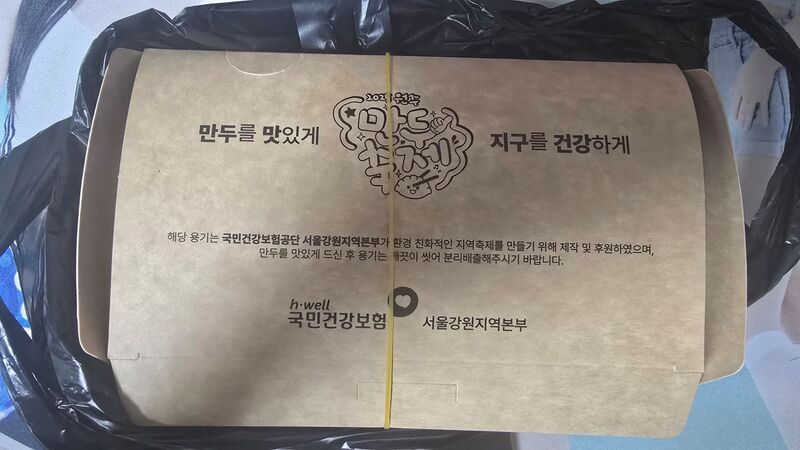 원주
만두
축제
만두를 맛있게
지구를 건강하게
해당 용기는 국민건강보험공단 서울강원지역본부가 환경 친화적인 지역축제를 만들기 위해 제작 및 후원하였으며,
만두를 맛있게 드신 후 용기는 깨끗이 씻어 분리배출해주시기 바랍니다.
h·well
국민건강보험
서울강원지역본부